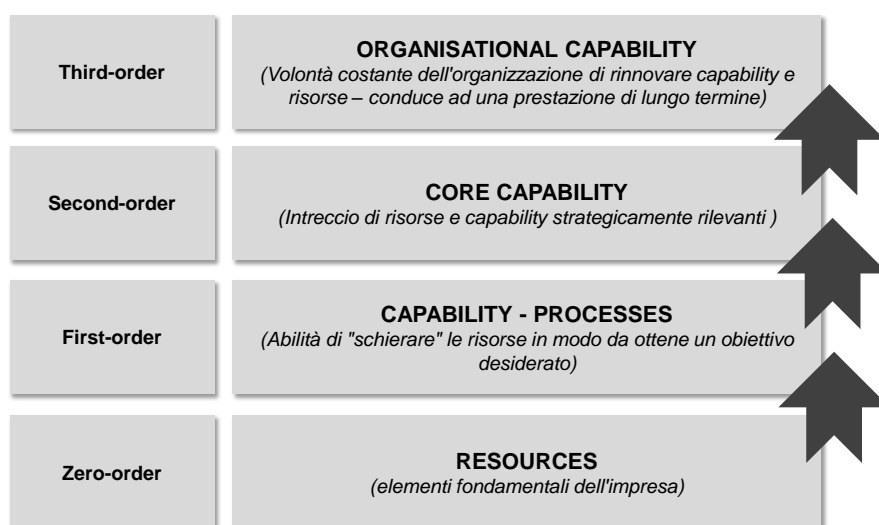 Third-order
ORGANISATIONAL CAPABILITY
(Volontà costante dell'organizzazione di rinnovare capability e
risorse – conduce ad una prestazione di lungo termine)
Second-order
CORE CAPABILITY
(Intreccio di risorse e capability strategicamente rilevanti )
First-order
CAPABILITY - PROCESSES
(Abilità di "schierare" le risorse in modo da ottene un obiettivo
desiderato)
Zero-order
RESOURCES
(elementi fondamentali dell'impresa)